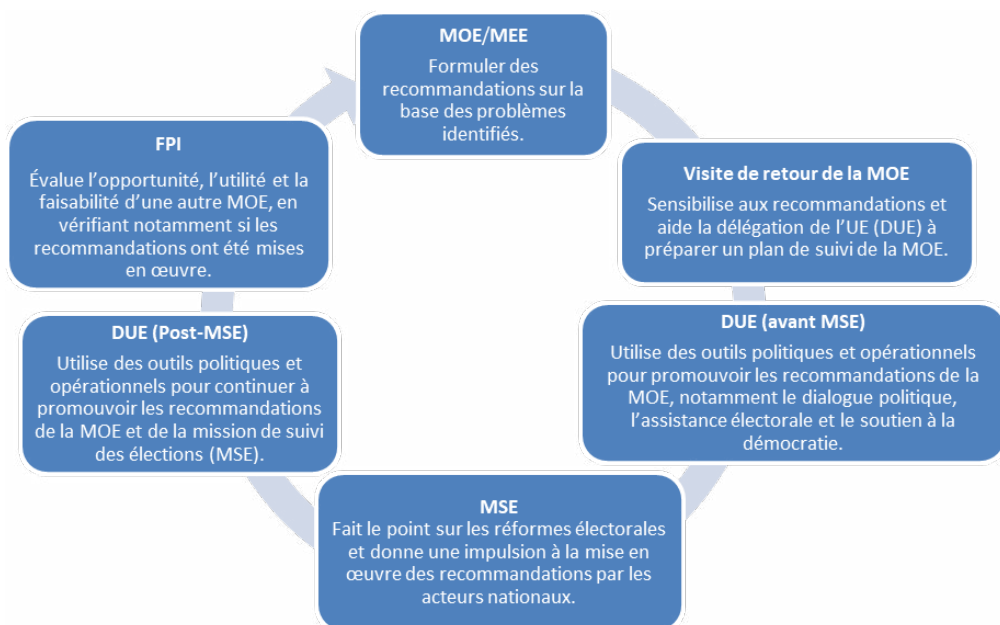 MOE/MEE
Formuler des
recommandations sur la
base des problèmes
identifiés.
Visite de retour de la MOE
Sensibilise aux recommandations et
aide la délégation de l’UE (DUE) à
préparer un plan de suivi de la MOE.
DUE (avant MSE)
Utilise des outils politiques et opérationnels
pour promouvoir les recommandations de la
MOE, notamment le dialogue politique,
l’assistance électorale et le soutien à la
démocratie.
MSE
Fait le point sur les réformes électorales
et donne une impulsion à la mise en
œuvre des recommandations par les
acteurs nationaux.
DUE (Post-MSE)
Utilise des outils politiques et
opérationnels pour continuer à
promouvoir les recommandations
de la MOE et de la mission de suivi
des élections (MSE).
FPI
Évalue l’opportunité, l’utilité et la
faisabilité d’une autre MOE, en
vérifiant notamment si les
recommandations ont été mises
en œuvre.